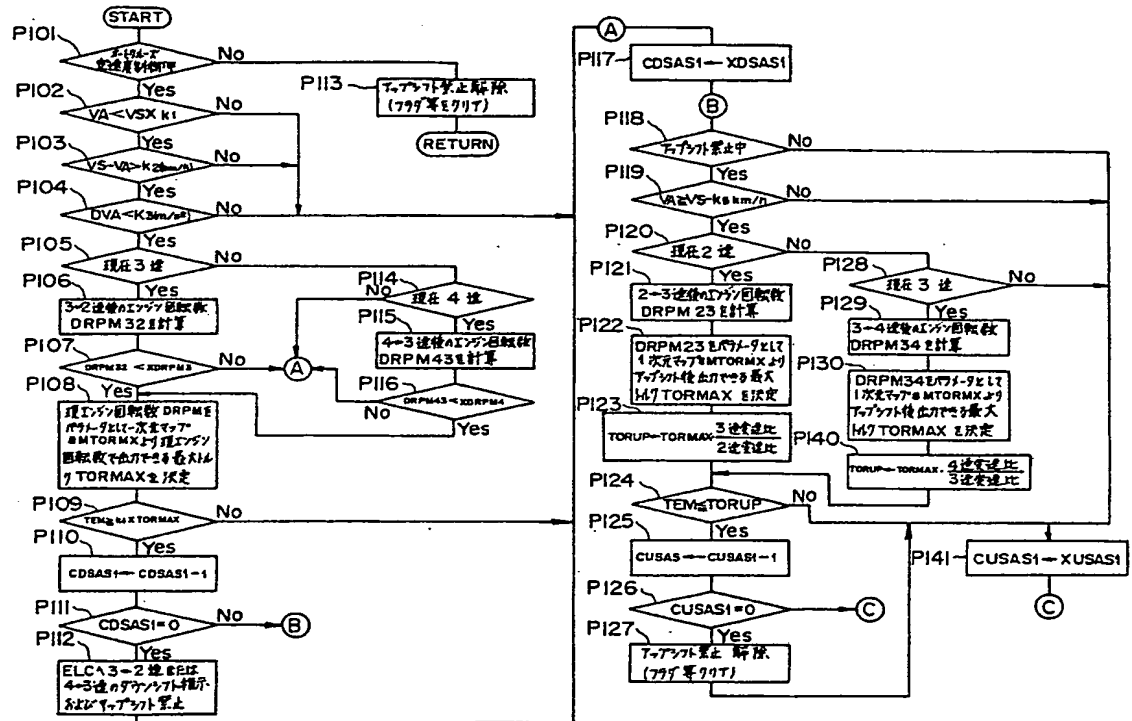 START
P101
オートクルーズ
定速度制御中
No
Yes
P113
アップシフト禁止解除
(フラグ等をクリア)
RETURN
P102
VA<VS×k1
No
Yes
P103
VS-VA>K2(km/h)
No
Yes
P104
DVA<K3(m/s²)
No
Yes
P105
現在3速
No
Yes
P106
3→2速後のエンジン回転数
DRPM32を計算
P107
DRPM32<XDRPM3
No
Yes
P114
現在4速
No
Yes
P115
4→3速後のエンジン回転数
DRPM43を計算
P116
DRPM43<XDRPM4
No
Yes
A
P108
現エンジン回転数DRPMを
パラメータとして一次元マップ
#MTORMXより現エンジン
回転数で出力できる最大トル
クTORMAXを決定
P109
TEM≧ ×TORMAX
No
Yes
P110
CDSAS1←CDSAS1-1
P111
CDSAS1=0
No
B
Yes
P112
ELCへ3→2速または
4→3速のダウンシフト指示
およびアップシフト禁止
A
P117
CDSAS1←XDSAS1
B
P118
アップシフト禁止中
No
Yes
P119
VA≧VS- km/h
No
Yes
P120
現在2速
No
Yes
P121
2→3速後のエンジン回転数
DRPM23を計算
P122
DRPM23をパラメータとして
1次元マップ#MTORMXより
アップシフト後出力できる最大
トルクTORMAXを決定
P123
TORUP←TORMAX・3速変速比/2速変速比
P124
TEM≦TORUP
No
Yes
P125
CUSAS←CUSAS1-1
P126
CUSAS1=0
C
Yes
P127
アップシフト禁止解除
(フラグ等クリア)
P128
現在3速
No
Yes
P129
3→4速後のエンジン回転数
DRPM34を計算
P130
DRPM34をパラメータとして
1次元マップ#MTORMXより
アップシフト後出力できる最大
トルクTORMAXを決定
P140
TORUP←TORMAX・4速変速比/3速変速比
P141
CUSAS1←XUSAS1
C